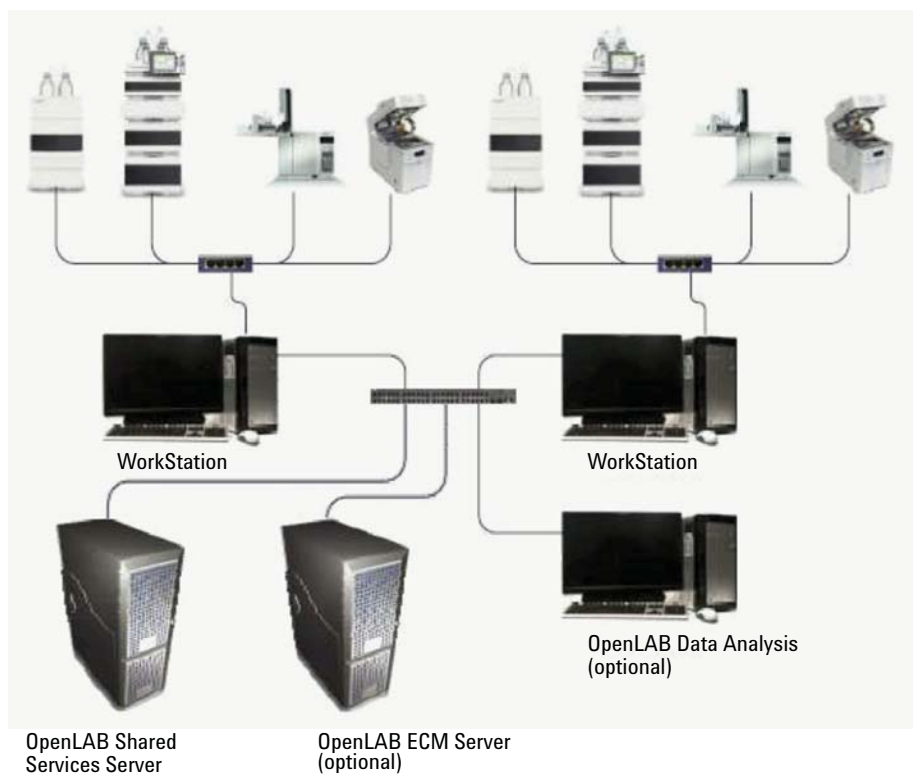 WorkStation
WorkStation
OpenLAB Data Analysis
(optional)
OpenLAB Shared
Services Server
OpenLAB ECM Server
(optional)